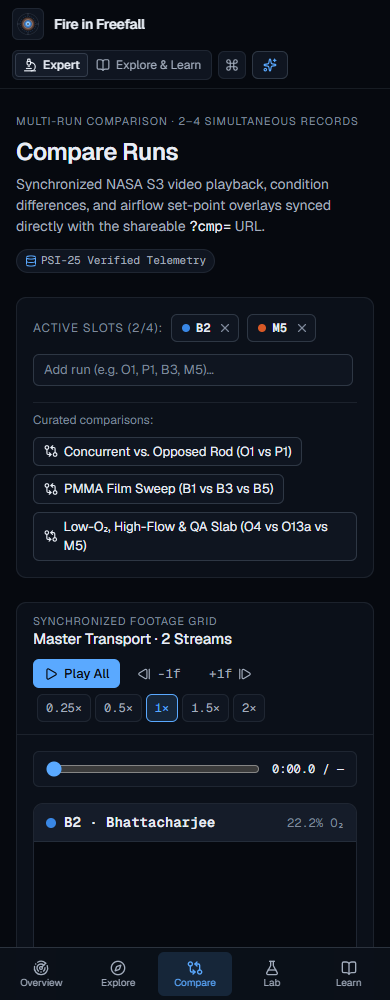 Fire in Freefall
Expert
Explore & Learn
⌘
MULTI-RUN COMPARISON · 2–4 SIMULTANEOUS RECORDS
Compare Runs
Synchronized NASA S3 video playback, condition
differences, and airflow set-point overlays synced
directly with the shareable ?cmp= URL.
PSI-25 Verified Telemetry
ACTIVE SLOTS (2/4):
B2 ×
M5 ×
Add run (e.g. O1, P1, B3, M5)…
Curated comparisons:
Concurrent vs. Opposed Rod (O1 vs P1)
PMMA Film Sweep (B1 vs B3 vs B5)
Low-O₂, High-Flow & QA Slab (O4 vs O13a vs
M5)
SYNCHRONIZED FOOTAGE GRID
Master Transport · 2 Streams
Play All
-1f
+1f
0.25×
0.5×
1×
1.5×
2×
0:00.0 / —
B2 · Bhattacharjee
22.2% O₂
Overview
Explore
Compare
Lab
Learn